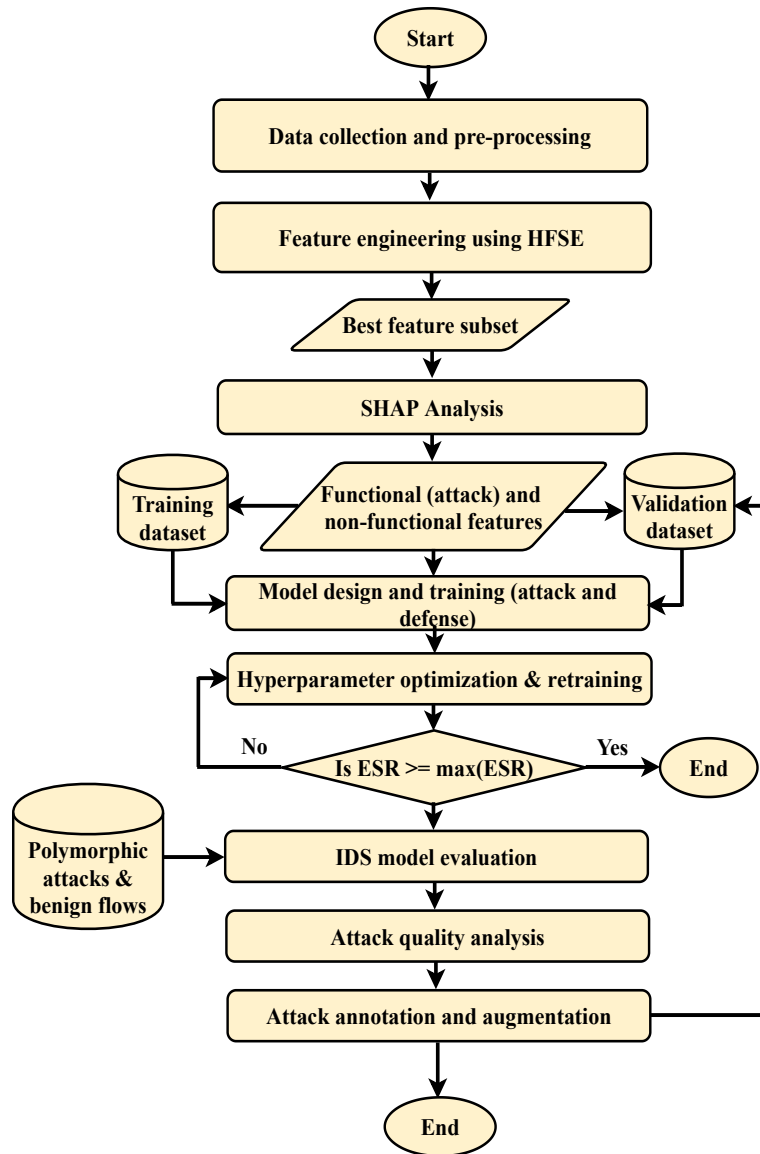 Start
Data collection and pre-processing
Feature engineering using HFSE
Best feature subset
SHAP Analysis
Training
dataset
Functional (attack) and
non-functional features
Validation
dataset
Model design and training (attack and
defense)
Hyperparameter optimization & retraining
No
Is ESR >= max(ESR)
Yes
End
Polymorphic
attacks &
benign flows
IDS model evaluation
Attack quality analysis
Attack annotation and augmentation
End